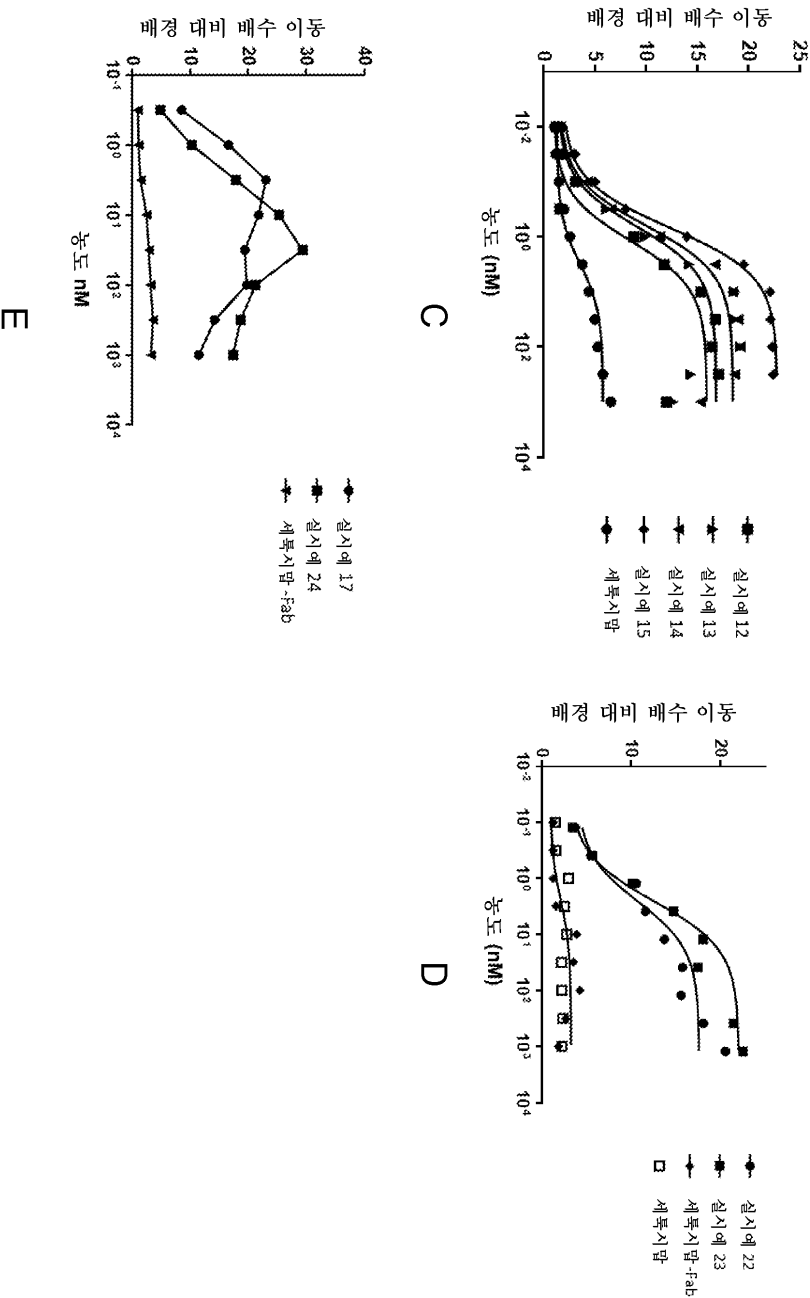 배경 대비 배수 이동
25
20
15
10
5
0
10⁻²
10⁰
10²
10⁴
농도 (nM)
실시예 12
실시예 13
실시예 14
실시예 15
세툭시맙
C
배경 대비 배수 이동
20
10
0
10⁻²
10⁻¹
10⁰
10¹
10²
10³
10⁴
농도 (nM)
실시예 22
실시예 23
세툭시맙-Fab
세툭시맙
D
배경 대비 배수 이동
40
30
20
10
0
10⁻¹
10⁰
10¹
10²
10³
10⁴
농도 nM
실시예 17
실시예 24
세툭시맙-Fab
E